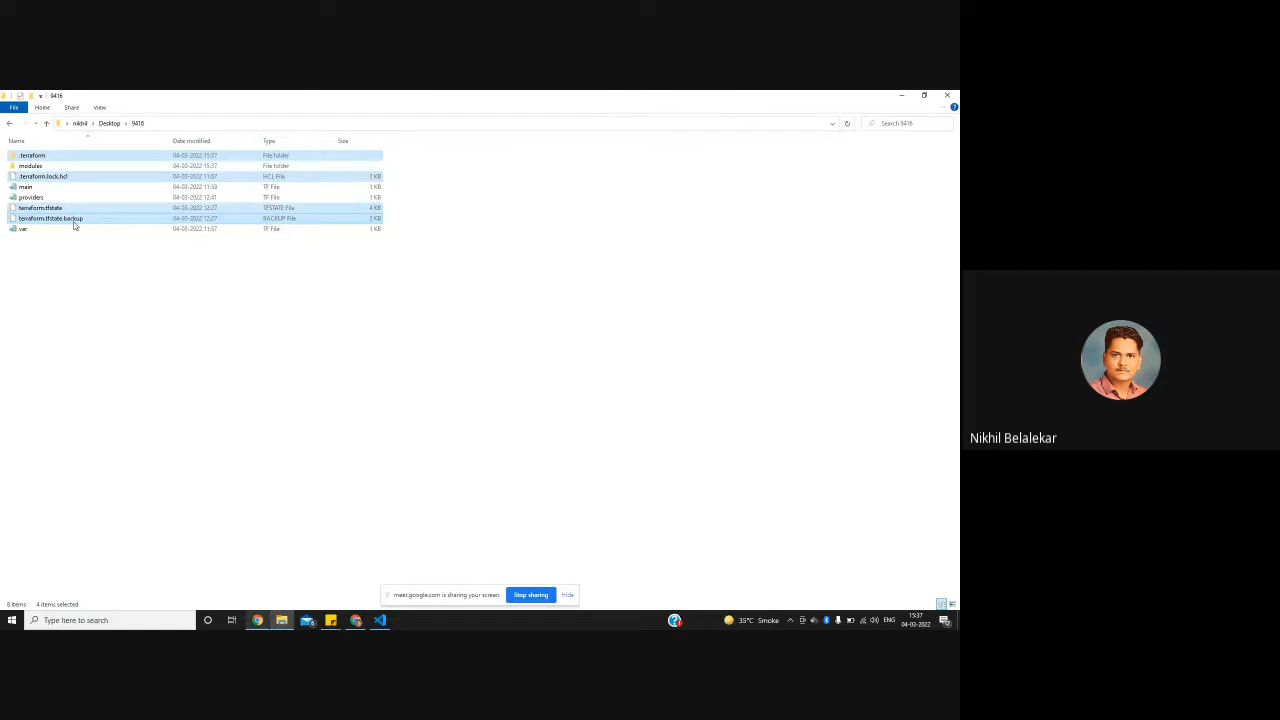 9416
File Home Share View
nikhil Desktop 9416 Search 9416
Name Date modified Type Size
.terraform 04-03-2022 15:37 File folder
modules 04-03-2022 15:37 File folder
.terraform.lock.hcl 04-03-2022 11:57 HCL File 2 KB
main 04-03-2022 11:59 TF File 1 KB
providers 04-03-2022 12:41 TF File 1 KB
terraform.tfstate 04-03-2022 12:27 TFSTATE File 4 KB
terraform.tfstate.backup 04-03-2022 12:27 BACKUP File 2 KB
var 04-03-2022 11:57 TF File 1 KB
Nikhil Belalekar
meet.google.com is sharing your screen. Stop sharing Hide
8 items 4 items selected
Type here to search
35°C Smoke ENG
15:37
04-03-2022